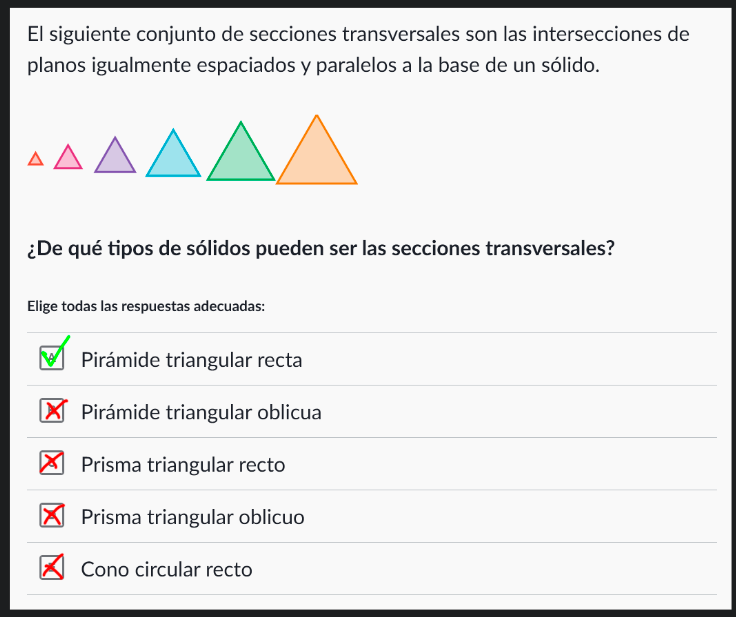 El siguiente conjunto de secciones transversales son las intersecciones de
planos igualmente espaciados y paralelos a la base de un sólido.
¿De qué tipos de sólidos pueden ser las secciones transversales?
Elige todas las respuestas adecuadas:
A Pirámide triangular recta
Pirámide triangular oblicua
Prisma triangular recto
Prisma triangular oblicuo
Cono circular recto